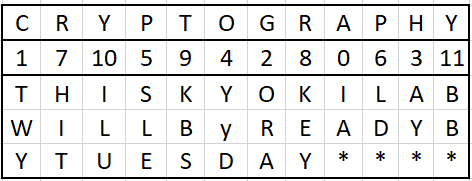 C R Y P T O G R A P H Y
1 7 10 5 9 4 2 8 0 6 3 11
T H I S K Y O K I L A B
W I L L B y R E A D Y B
Y T U E S D A Y * * * *